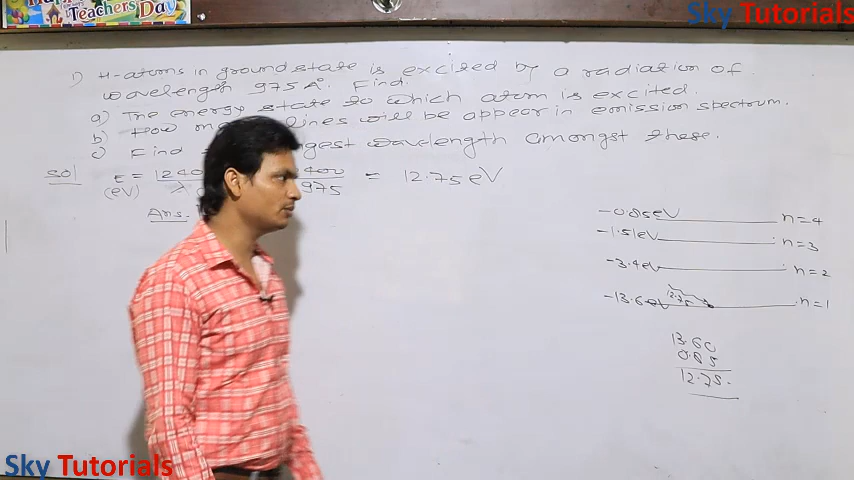 Teachers Day
Sky Tutorials
1) H-atoms in ground state is excited by a radiation of
wavelength 975 A°. Find.
a) The energy state to which atom is excited.
b) How lines will be appear in emission spectrum.
c) Find wavelength amongst these.
Sol E = 1240 = 12.75 eV
(eV) λ 975
Ans.
-0.85eV n=4
-1.51eV n=3
-3.4eV n=2
-13.6eV 12.75 n=1
13.60
0.85
12.75
Sky Tutorials